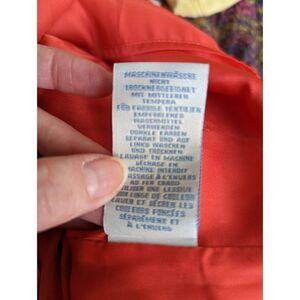 MASCHINENWÄSCHE
NICHT
TROCKNERGEEIGNET
MIT MITTLERER
TEMPERA
FÜR FARBIGE TEXTILIEN
EMPFOHLENES
WASCHMITTEL
VERWENDEN
DUNKLE FARBEN
SEPARAT UND AUF
LINKS WASCHEN
UND TROCKNEN
LAVAGE EN MACHINE
SÉCHAGE EN
MACHINE INTERDIT
REPASSAGE À L'ENVERS
AU FER CHAUD
UTILISER UNE LESSIVE
POUR LINGE DE COULEUR
LAVER ET SÉCHER LES
COULEURS FONCÉES
SÉPARÉMENT ET
À L'ENVERS